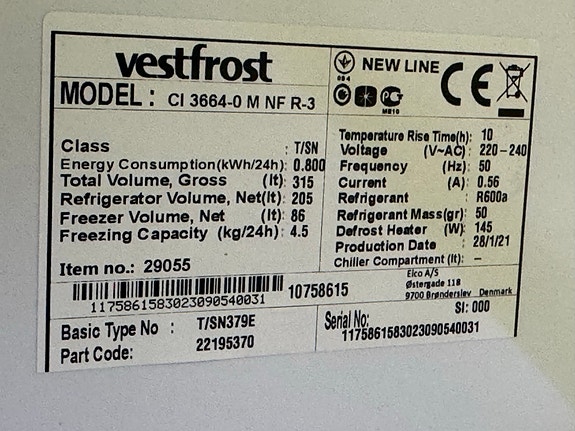 vestfrost
MODEL : CI 3664-0 M NF R-3
NEW LINE
CE
Class : T/SN
Energy Consumption(kWh/24h): 0.800
Total Volume, Gross (lt): 315
Refrigerator Volume, Net(lt): 205
Freezer Volume, Net (lt): 86
Freezing Capacity (kg/24h): 4.5
Item no.: 29055
Temperature Rise Time(h): 10
Voltage (V~AC): 220-240
Frequency (Hz): 50
Current (A): 0.56
Refrigerant : R600a
Refrigerant Mass(gr): 50
Defrost Heater (W): 145
Production Date : 28/1/21
Chiller Compartment (lt): –
1175861583023090540031
10758615
Elco A/S
Østergade 118
9700 Brønderslev Denmark
Basic Type No : T/SN379E
Part Code: 22195370
SI: 000
Serial No:
1175861583023090540031